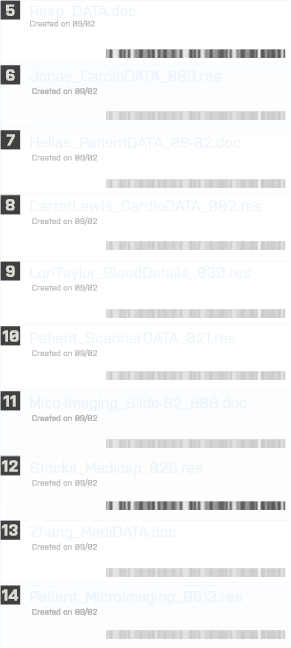 5 Resp_DATA.doc
Created on 09/02
6 Jonas_CardioDATA_009.res
Created on 09/02
7 Helias_PatientDATA_09-02.doc
Created on 09/02
8 CarterLewis_CardioDATA_002.res
Created on 09/02
9 LoriTaylor_BloodDetails_030.res
Created on 09/02
10 Patient_ScannerDATA_021.res
Created on 09/02
11 Mico-Imaging_Slide-92_080.doc
Created on 09/02
12 Stocks_Medicap_020.res
Created on 09/02
13 Zhang_MediDATA.doc
Created on 09/02
14 Patient_MicroImaging_0013.res
Created on 09/02